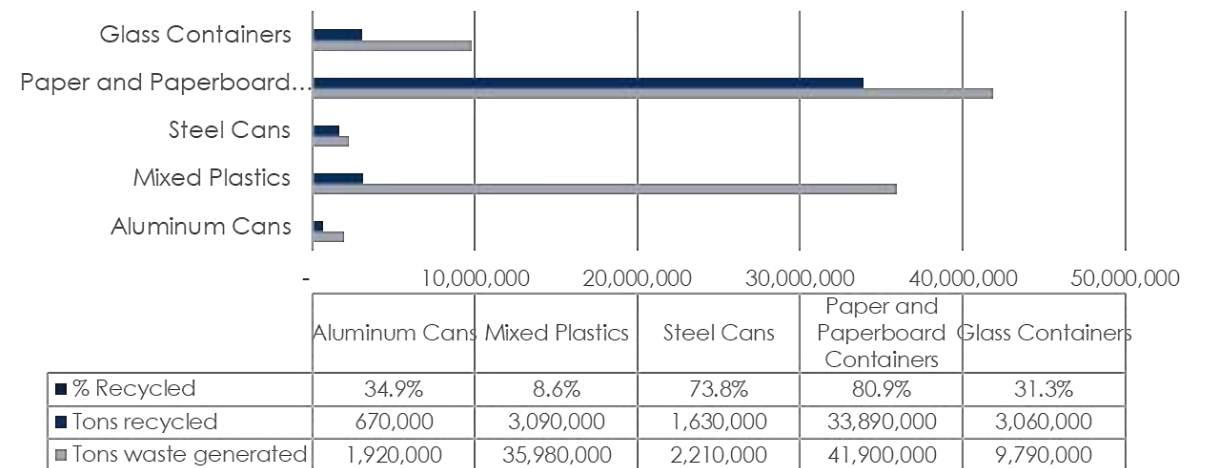 Glass Containers
Paper and Paperboard...
Steel Cans
Mixed Plastics
Aluminum Cans
- 10,000,000 20,000,000 30,000,000 40,000,000 50,000,000
Aluminum Cans Mixed Plastics Steel Cans Paper and Paperboard Containers Glass Containers
% Recycled 34.9% 8.6% 73.8% 80.9% 31.3%
Tons recycled 670,000 3,090,000 1,630,000 33,890,000 3,060,000
Tons waste generated 1,920,000 35,980,000 2,210,000 41,900,000 9,790,000